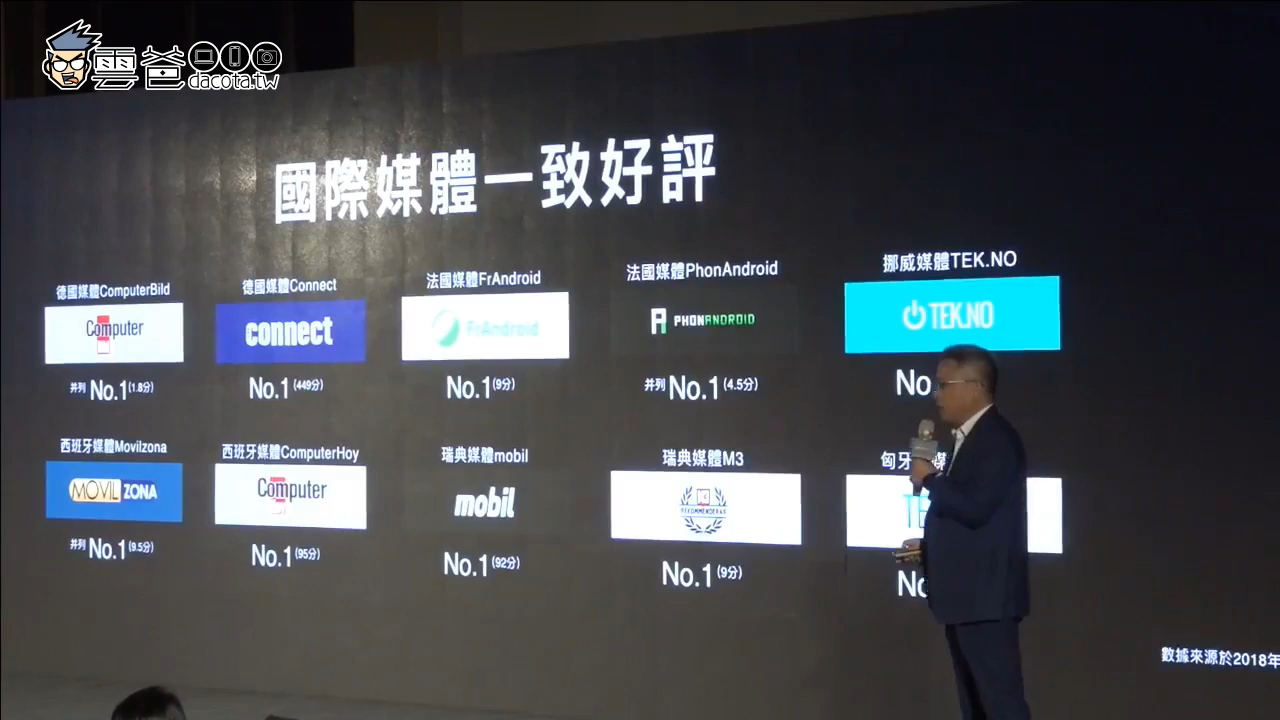 雲爸
dacota.tw
國際媒體一致好評
德國媒體ComputerBild
德國媒體Connect
法國媒體FrAndroid
法國媒體PhonAndroid
挪威媒體TEK.NO
Computer
connect
FrAndroid
PHONANDROID
TEK.NO
并列 No.1 (1.8分)
No.1 (449分)
No.1 (9分)
并列 No.1 (4.5分)
No.
西班牙媒體Movilzona
西班牙媒體ComputerHoy
瑞典媒體mobil
瑞典媒體M3
匈牙
MOVILZONA
Computer
mobil
REKOMMENDERAR
并列 No.1 (9.5分)
No.1 (95分)
No.1 (92分)
No.1 (9分)
No
數據來源於2018年